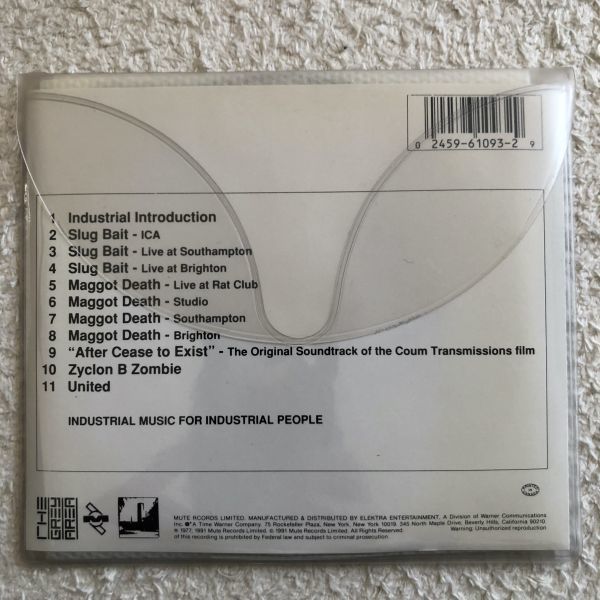 0 2459-61093-2 9
1 Industrial Introduction
2 Slug Bait - ICA
3 Slug Bait - Live at Southampton
4 Slug Bait - Live at Brighton
5 Maggot Death - Live at Rat Club
6 Maggot Death - Studio
7 Maggot Death - Southampton
8 Maggot Death - Brighton
9 "After Cease to Exist" - The Original Soundtrack of the Coum Transmissions film
10 Zyclon B Zombie
11 United
INDUSTRIAL MUSIC FOR INDUSTRIAL PEOPLE
THE
GREY
AREA
MUTE RCORDS LIMITED. MANUFACTURED & DISTRIBUTED BY ELEKTRA ENTERTAINMENT, A Division of Warner Communications
Inc. A Time Warner Company. 75 Rockefeller Plaza, New York, New York 10019. 345 North Maple Drive, Beverly Hills, California 90210.
℗ 1977, 1991 Mute Records Limited. © 1991 Mute Records Limited. All Rights Reserved. Warning: Unauthorized reproduction
of this recording is prohibited by Federal law and subject to criminal prosecution.